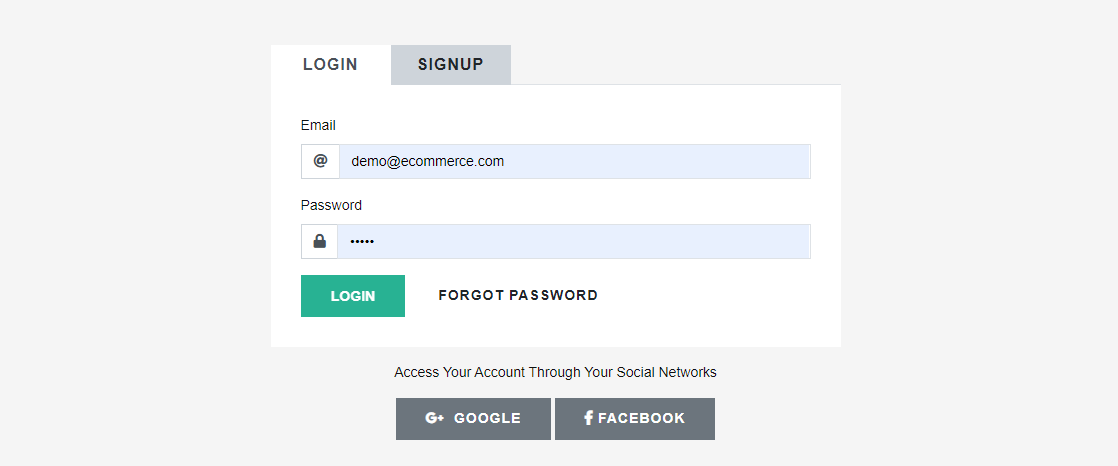 LOGIN SIGNUP
Email
@ demo@ecommerce.com
Password
•••••
LOGIN FORGOT PASSWORD
Access Your Account Through Your Social Networks
G+ GOOGLE f FACEBOOK